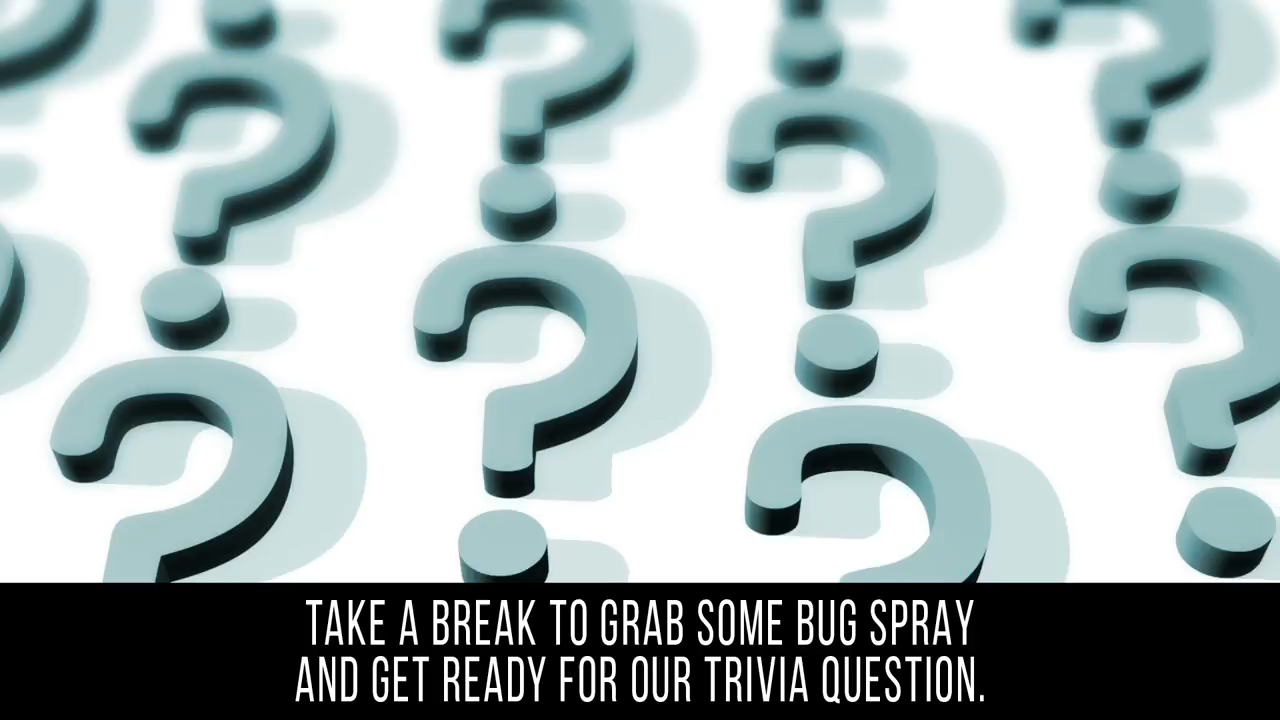 TAKE A BREAK TO GRAB SOME BUG SPRAY
AND GET READY FOR OUR TRIVIA QUESTION.